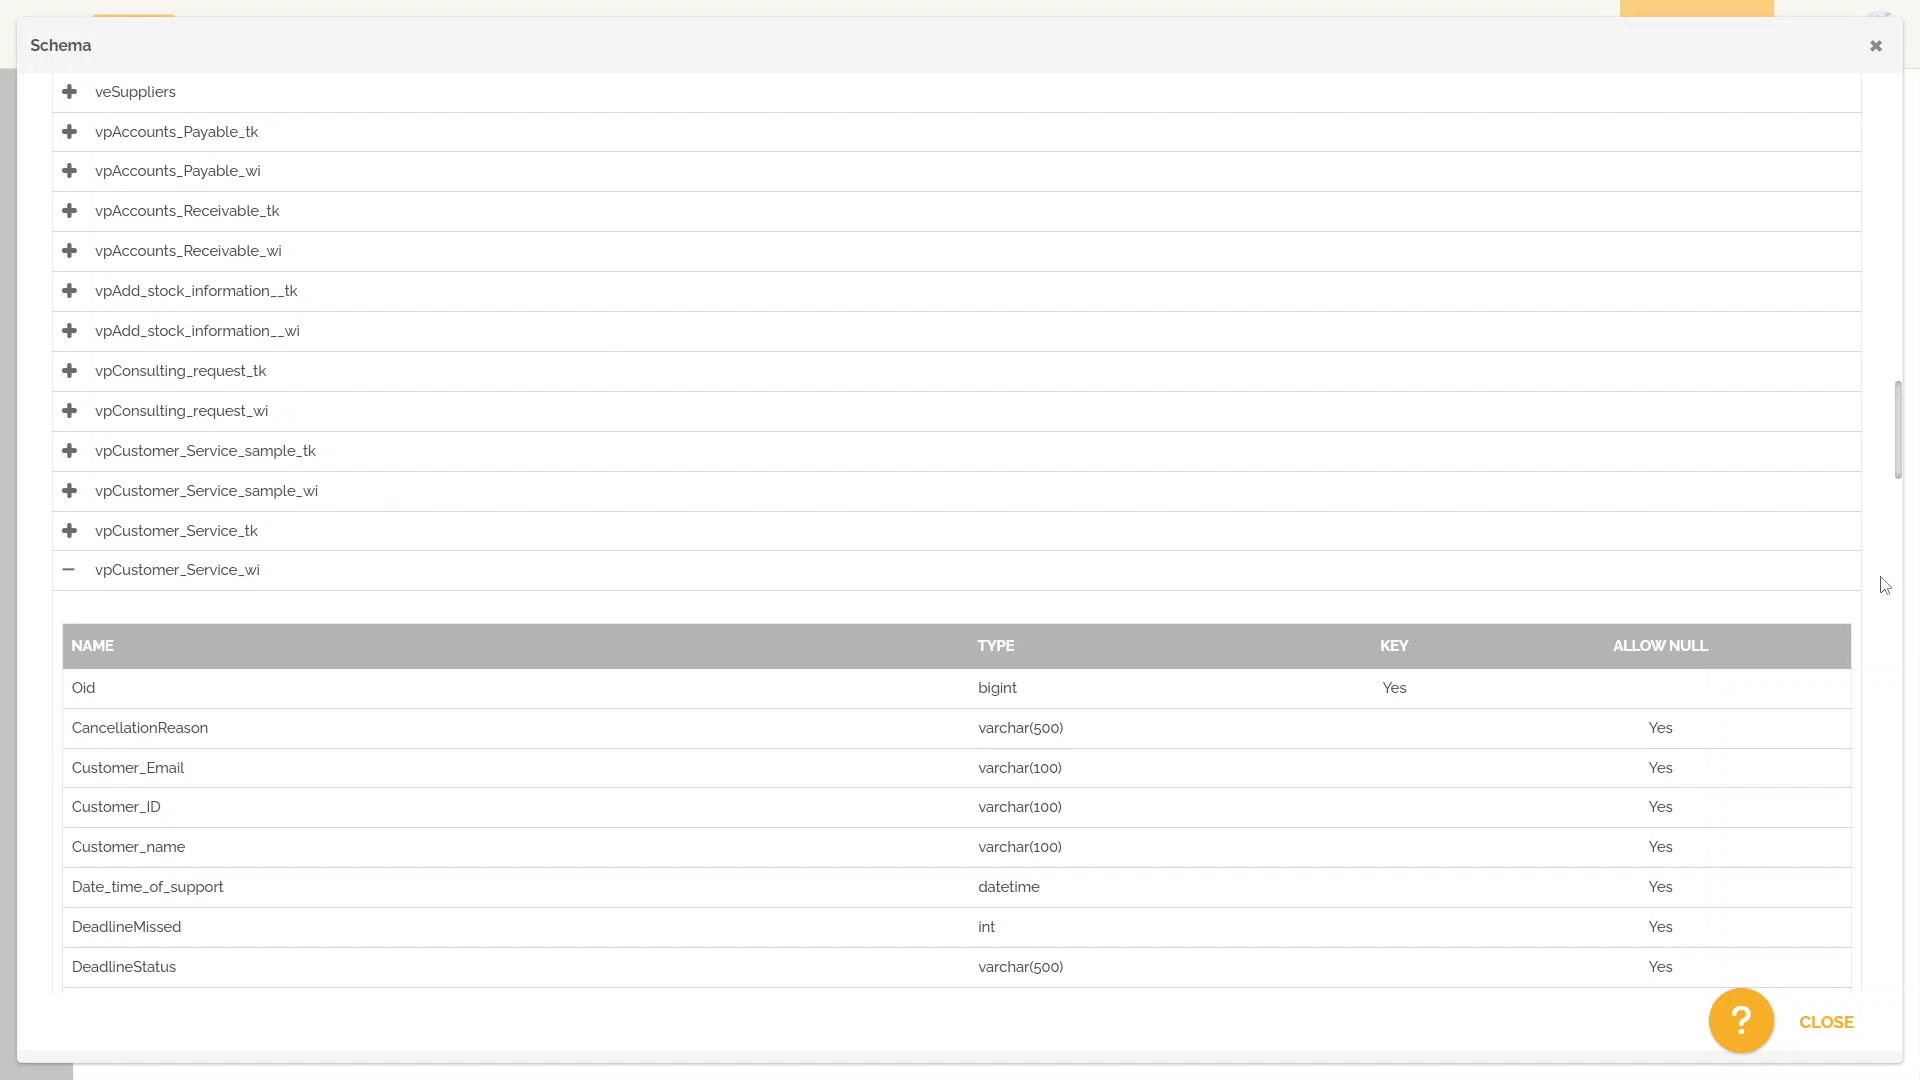 Schema
veSuppliers
vpAccounts_Payable_tk
vpAccounts_Payable_wi
vpAccounts_Receivable_tk
vpAccounts_Receivable_wi
vpAdd_stock_information__tk
vpAdd_stock_information__wi
vpConsulting_request_tk
vpConsulting_request_wi
vpCustomer_Service_sample_tk
vpCustomer_Service_sample_wi
vpCustomer_Service_tk
vpCustomer_Service_wi
NAME TYPE KEY ALLOW NULL
Oid bigint Yes
CancellationReason varchar(500) Yes
Customer_Email varchar(100) Yes
Customer_ID varchar(100) Yes
Customer_name varchar(100) Yes
Date_time_of_support datetime Yes
DeadlineMissed int Yes
DeadlineStatus varchar(500) Yes
? CLOSE